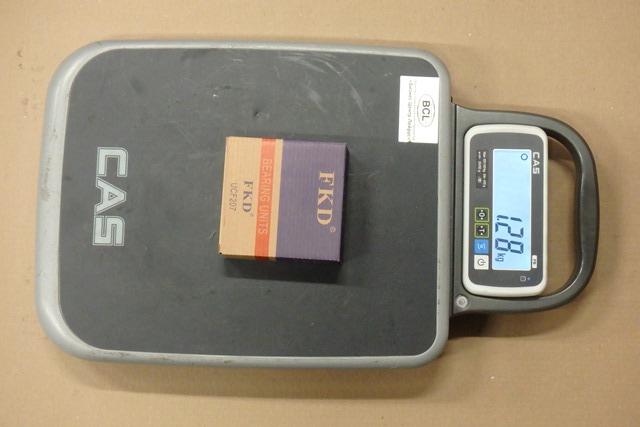 CAS
FKD®
BEARING UNITS
FKD®
UCF207
BCL
CAS
1.28 kg